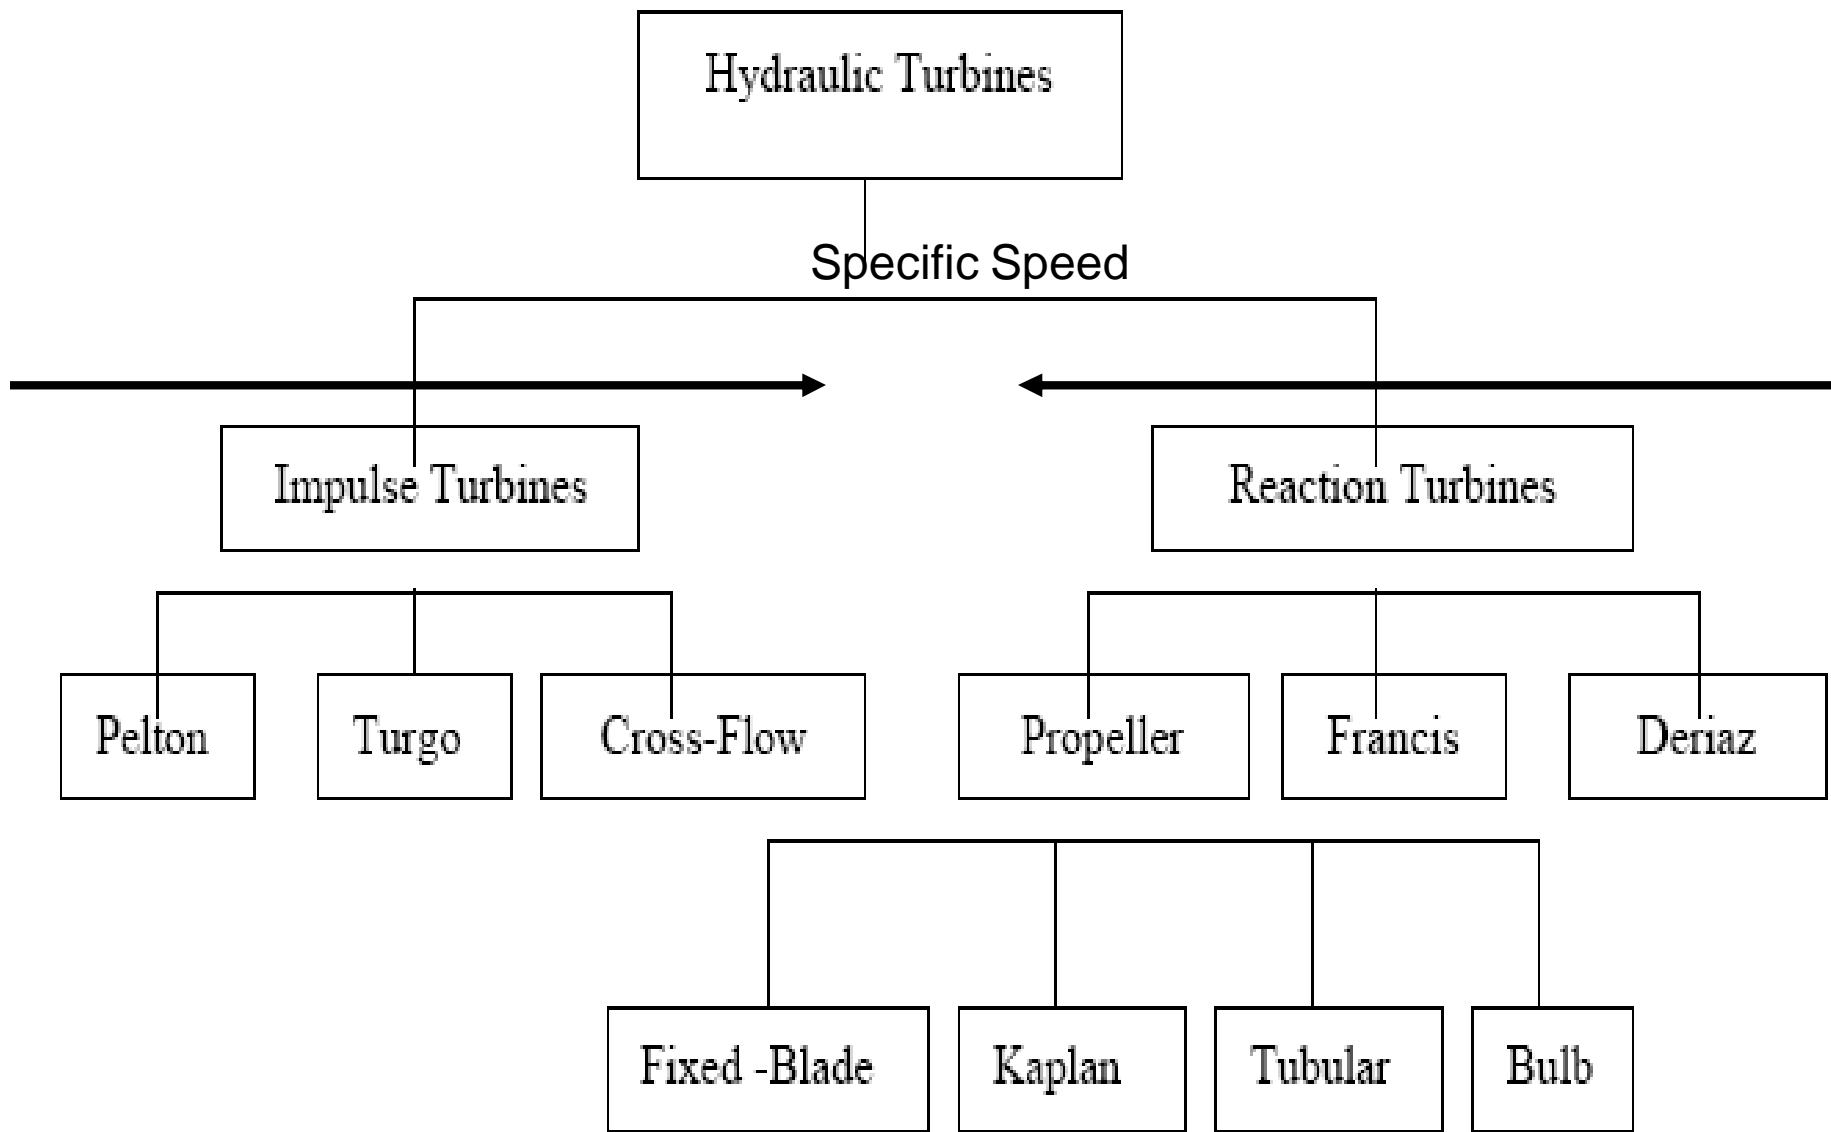 Hydraulic Turbines
Specific Speed
Impulse Turbines
Reaction Turbines
Pelton
Turgo
Cross-Flow
Propeller
Francis
Deriaz
Fixed -Blade
Kaplan
Tubular
Bulb